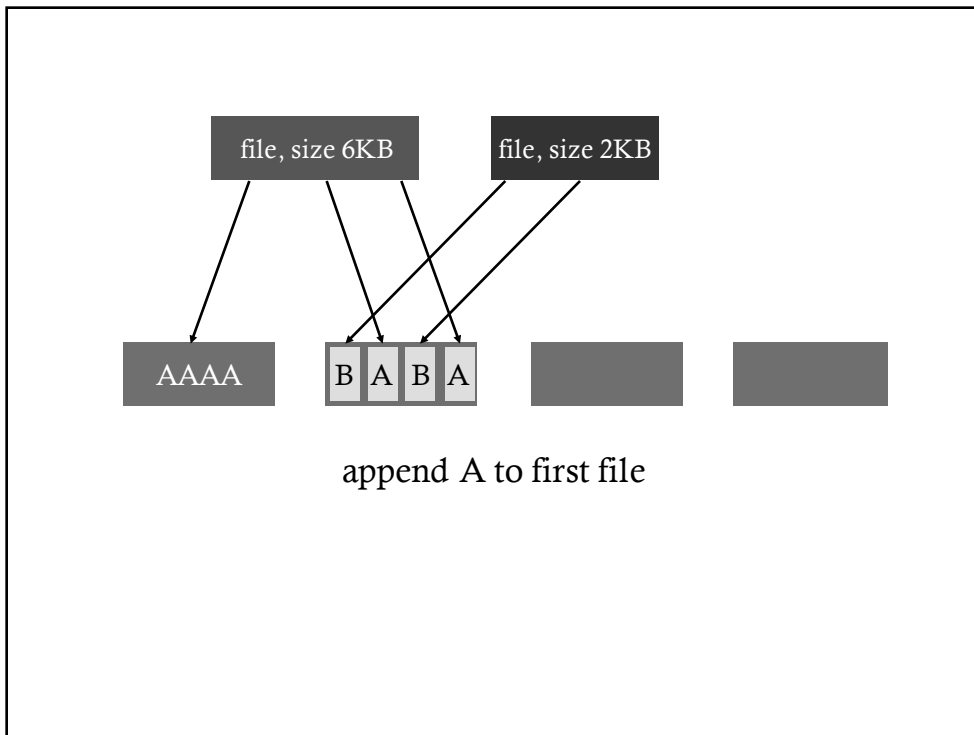 file, size 6KB file, size 2KB
AAAA B A B A
append A to first file